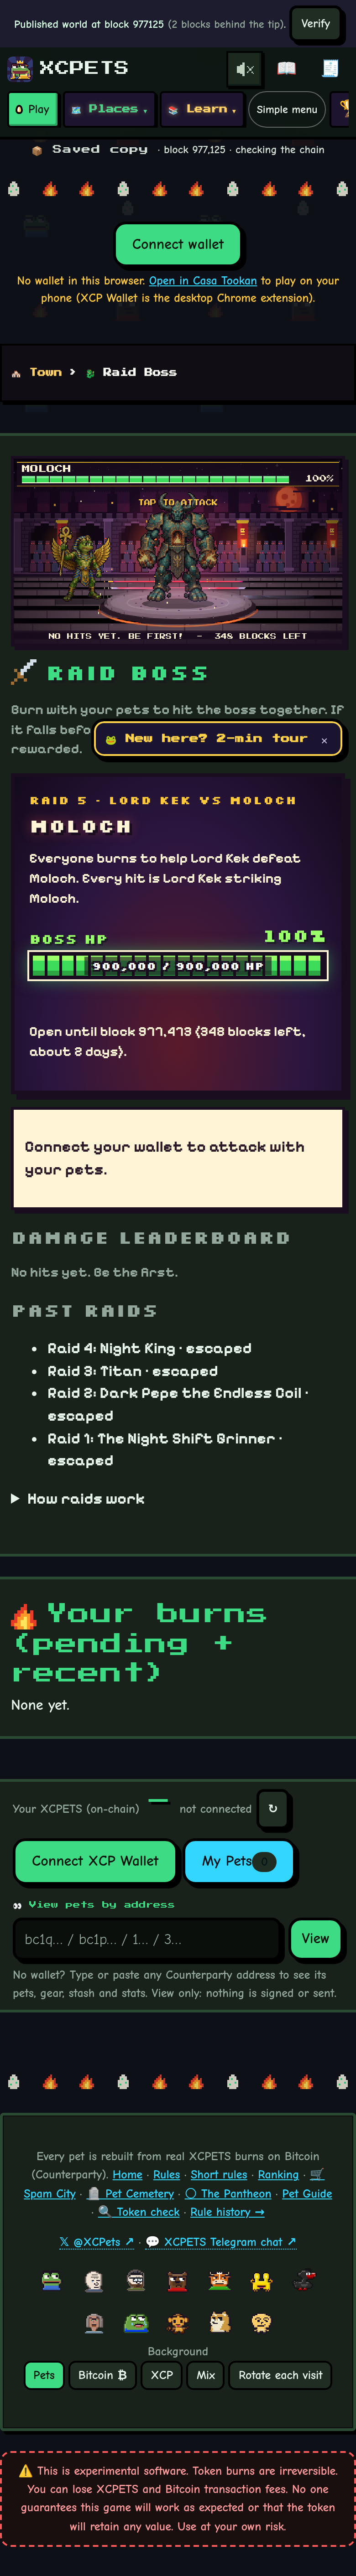 Published world at block 977125 (2 blocks behind the tip).
Verify
XCPETS
Play
Places ▾
Learn ▾
Simple menu
Saved copy · block 977,125 · checking the chain
Connect wallet
No wallet in this browser. Open in Casa Tookan to play on your
phone (XCP Wallet is the desktop Chrome extension).
Town > Raid Boss
MOLOCH
100%
TAP TO ATTACK
NO HITS YET. BE FIRST! - 348 BLOCKS LEFT
RAID BOSS
Burn with your pets to hit the boss together. If
it falls befo
rewarded.
New here? 2-min tour ×
RAID 5 · LORD KEK VS MOLOCH
MOLOCH
Everyone burns to help Lord Kek defeat
Moloch. Every hit is Lord Kek striking
Moloch.
BOSS HP
100%
900,000 / 900,000 HP
Open until block 977,473 (348 blocks left,
about 2 days).
Connect your wallet to attack with
your pets.
DAMAGE LEADERBOARD
No hits yet. Be the first.
PAST RAIDS
• Raid 4: Night King · escaped
• Raid 3: Titan · escaped
• Raid 2: Dark Pepe the Endless Coil ·
escaped
• Raid 1: The Night Shift Grinner ·
escaped
▶ How raids work
Your burns
(pending +
recent)
None yet.
Your XCPETS (on-chain) — not connected ↻
Connect XCP Wallet
My Pets 0
View pets by address
bc1q... / bc1p... / 1... / 3...
View
No wallet? Type or paste any Counterparty address to see its
pets, gear, stash and stats. View only: nothing is signed or sent.
Every pet is rebuilt from real XCPETS burns on Bitcoin
(Counterparty). Home · Rules · Short rules · Ranking ·
Spam City · Pet Cemetery · The Pantheon · Pet Guide
· Token check · Rule history →
𝕏 @XCPets ↗ · XCPETS Telegram chat ↗
Background
Pets
Bitcoin ₿
XCP
Mix
Rotate each visit
⚠️ This is experimental software. Token burns are irreversible.
You can lose XCPETS and Bitcoin transaction fees. No one
guarantees this game will work as expected or that the token
will retain any value. Use at your own risk.